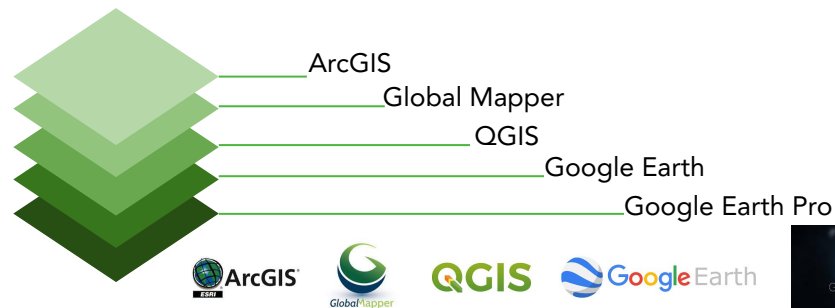 ArcGIS
Global Mapper
QGIS
Google Earth
Google Earth Pro
esri ArcGIS
GlobalMapper
QGIS
Google Earth